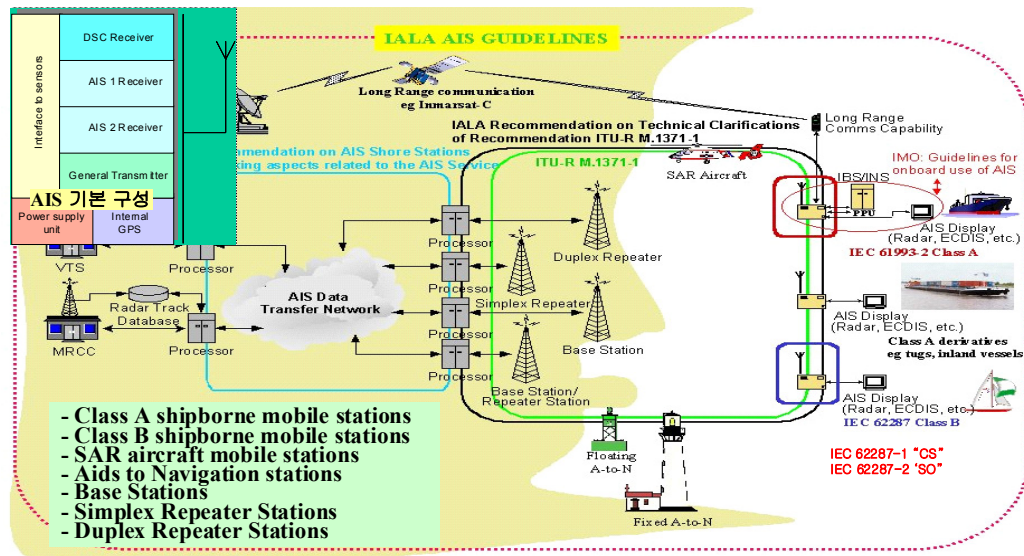 IALA AIS GUIDELINES
Interface to sensors
DSC Receiver
AIS 1 Receiver
AIS 2 Receiver
General Transmitter
AIS 기본 구성
Power supply
unit
Internal
GPS
Long Range communication
eg Inmarsat-C
IALA Recommendation on Technical Clarifications
of Recommendation ITU-R M.1371-1
on AIS Shore Stations
aspects related to the AIS Service
ITU-R M.1371-1
SAR Aircraft
Long Range
Comms Capability
IMO: Guidelines for
onboard use of AIS
IBS/INS
PPU
AIS Display
(Radar, ECDIS, etc.)
IEC 61993-2 Class A
VTS
Processor
Radar Track
Database
MRCC
Processor
AIS Data
Transfer Network
Processor
Processor
Processor
Processor
Duplex Repeater
Simplex Repeater
Base Station
Base Station/
Repeater Station
AIS Display
(Radar, ECDIS, etc.)
Class A derivatives
eg tugs, inland vessels
AIS Display
(Radar, ECDIS, etc.)
IEC 62287 Class B
IEC 62287-1 "CS"
IEC 62287-2 'SO"
Floating
A-to-N
Fixed A-to-N
- Class A shipborne mobile stations
- Class B shipborne mobile stations
- SAR aircraft mobile stations
- Aids to Navigation stations
- Base Stations
- Simplex Repeater Stations
- Duplex Repeater Stations